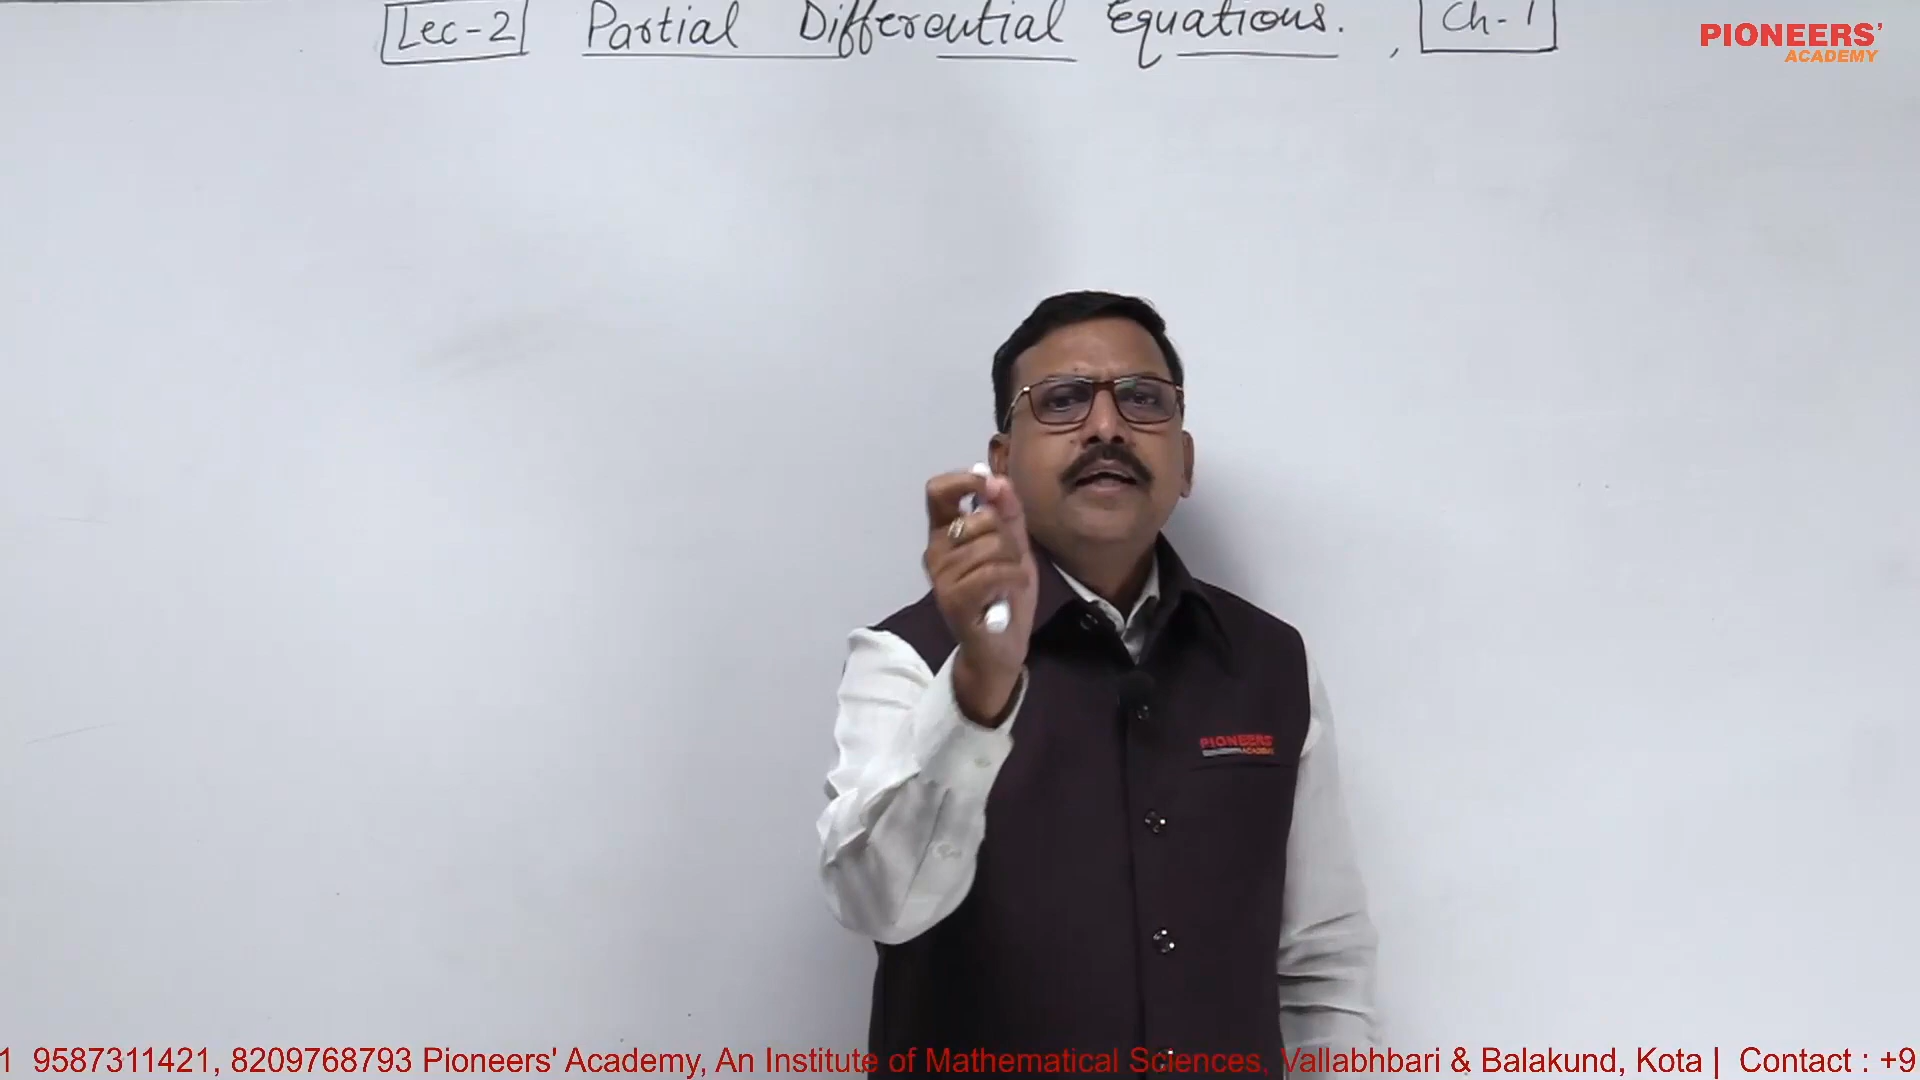 Lec-2 Partial Differential Equations. , Ch-1
PIONEERS'
ACADEMY
PIONEERS'
ACADEMY
1 9587311421, 8209768793 Pioneers' Academy, An Institute of Mathematical Sciences, Vallabhbari & Balakund, Kota | Contact : +9